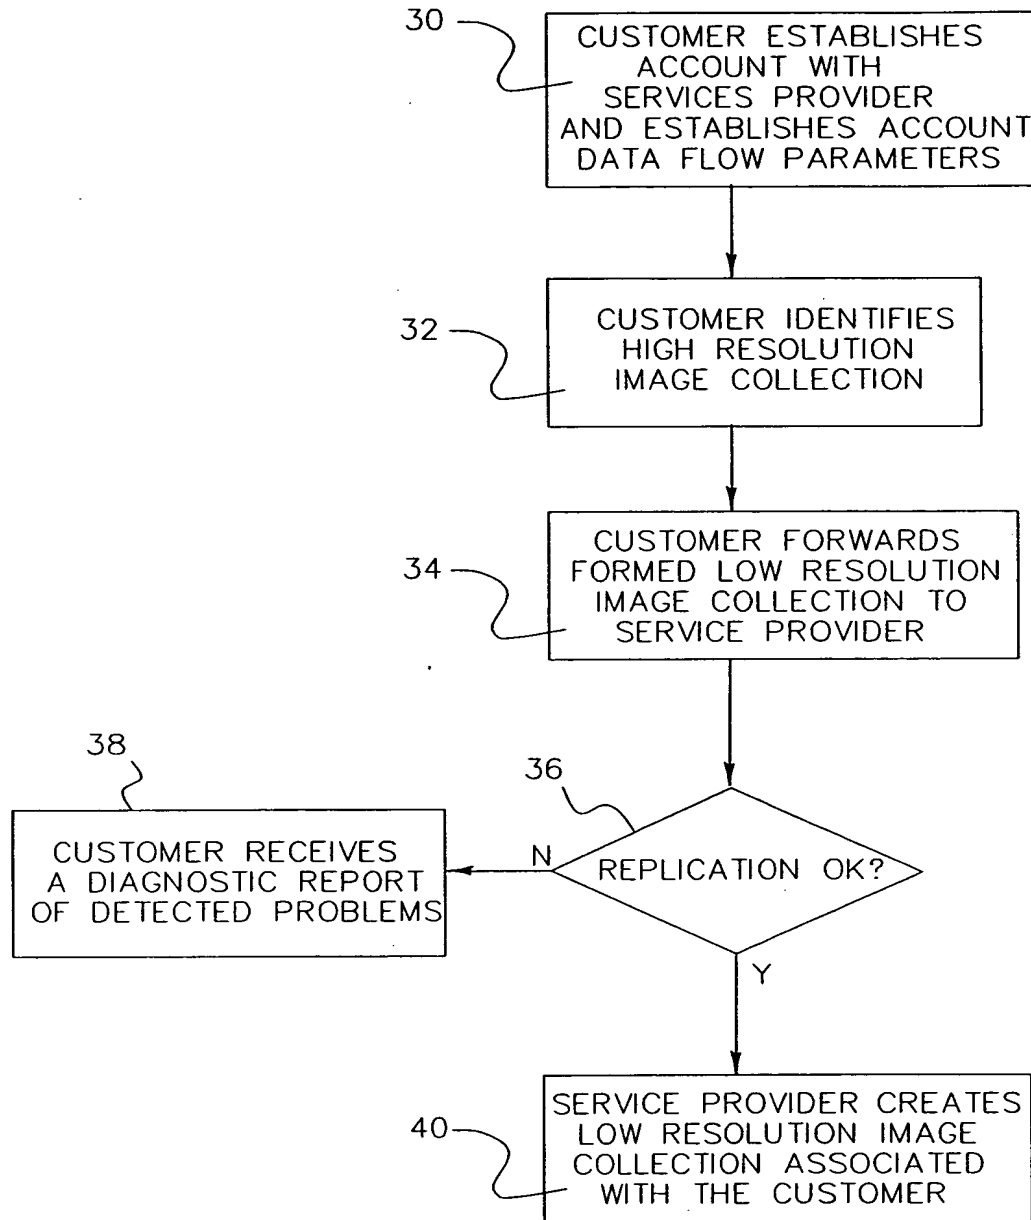 30
CUSTOMER ESTABLISHES
ACCOUNT WITH
SERVICES PROVIDER
AND ESTABLISHES ACCOUNT
DATA FLOW PARAMETERS
32
CUSTOMER IDENTIFIES
HIGH RESOLUTION
IMAGE COLLECTION
34
CUSTOMER FORWARDS
FORMED LOW RESOLUTION
IMAGE COLLECTION TO
SERVICE PROVIDER
36
REPLICATION OK?
N
38
CUSTOMER RECEIVES
A DIAGNOSTIC REPORT
OF DETECTED PROBLEMS
Y
40
SERVICE PROVIDER CREATES
LOW RESOLUTION IMAGE
COLLECTION ASSOCIATED
WITH THE CUSTOMER